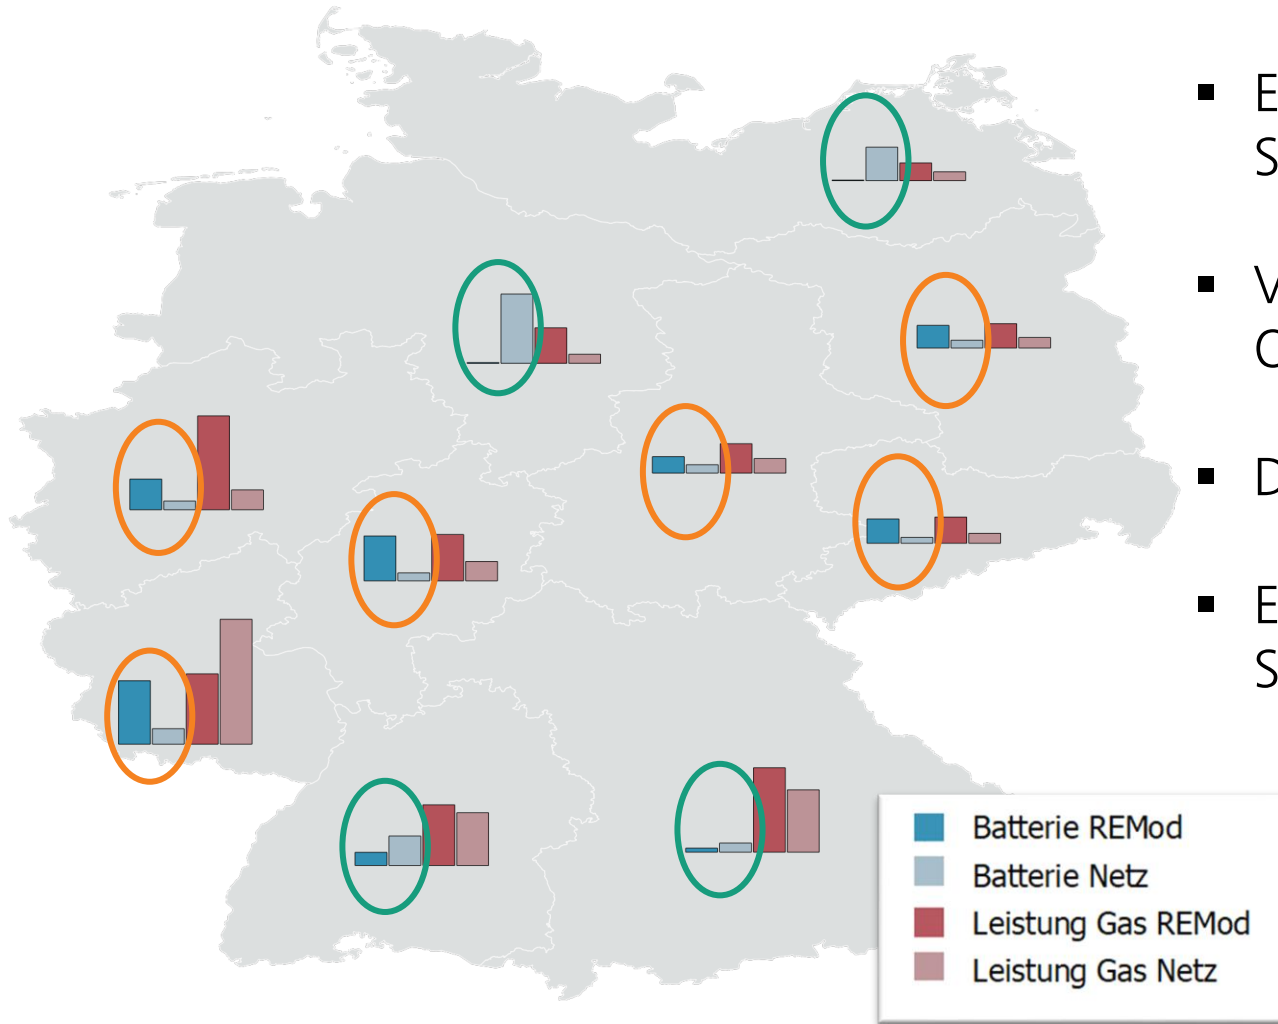 E
S
V
D
E
S
Batterie REMod
Batterie Netz
Leistung Gas REMod
Leistung Gas Netz